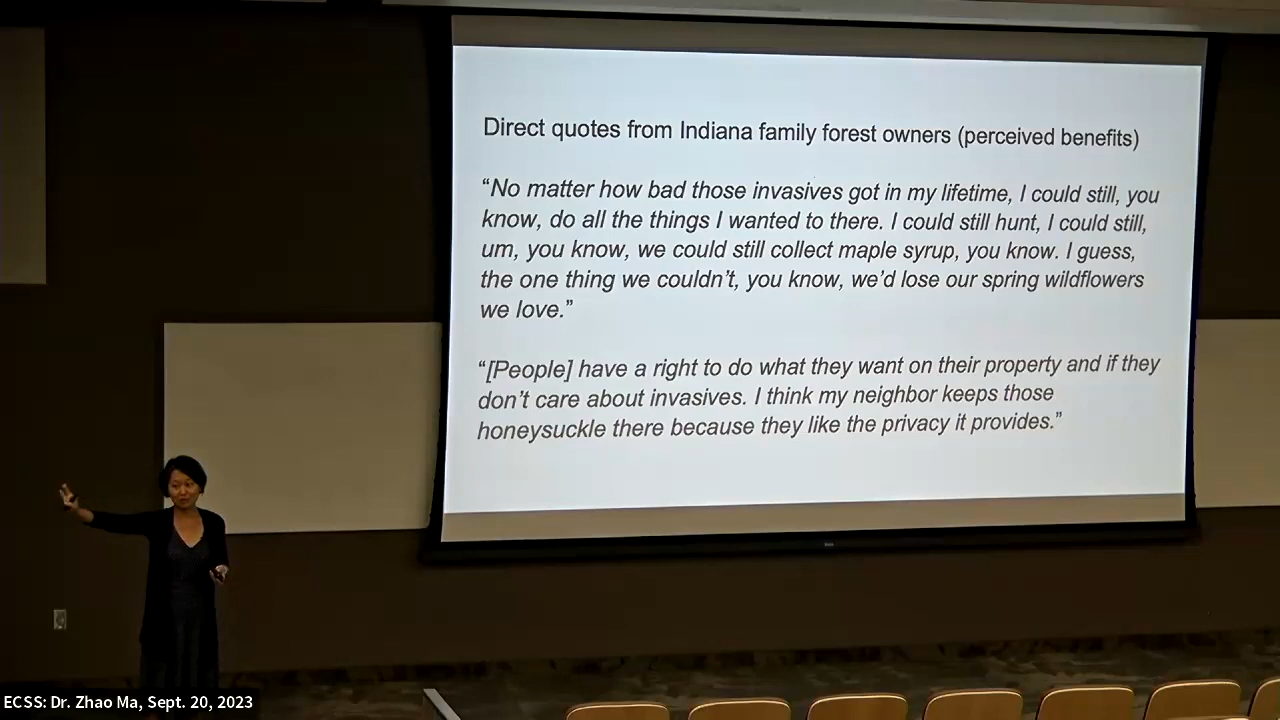 Direct quotes from Indiana family forest owners (perceived benefits)
“No matter how bad those invasives got in my lifetime, I could still, you
know, do all the things I wanted to there. I could still hunt, I could still,
um, you know, we could still collect maple syrup, you know. I guess,
the one thing we couldn’t, you know, we’d lose our spring wildflowers
we love.”
“[People] have a right to do what they want on their property and if they
don’t care about invasives. I think my neighbor keeps those
honeysuckle there because they like the privacy it provides.”
ECSS: Dr. Zhao Ma, Sept. 20, 2023